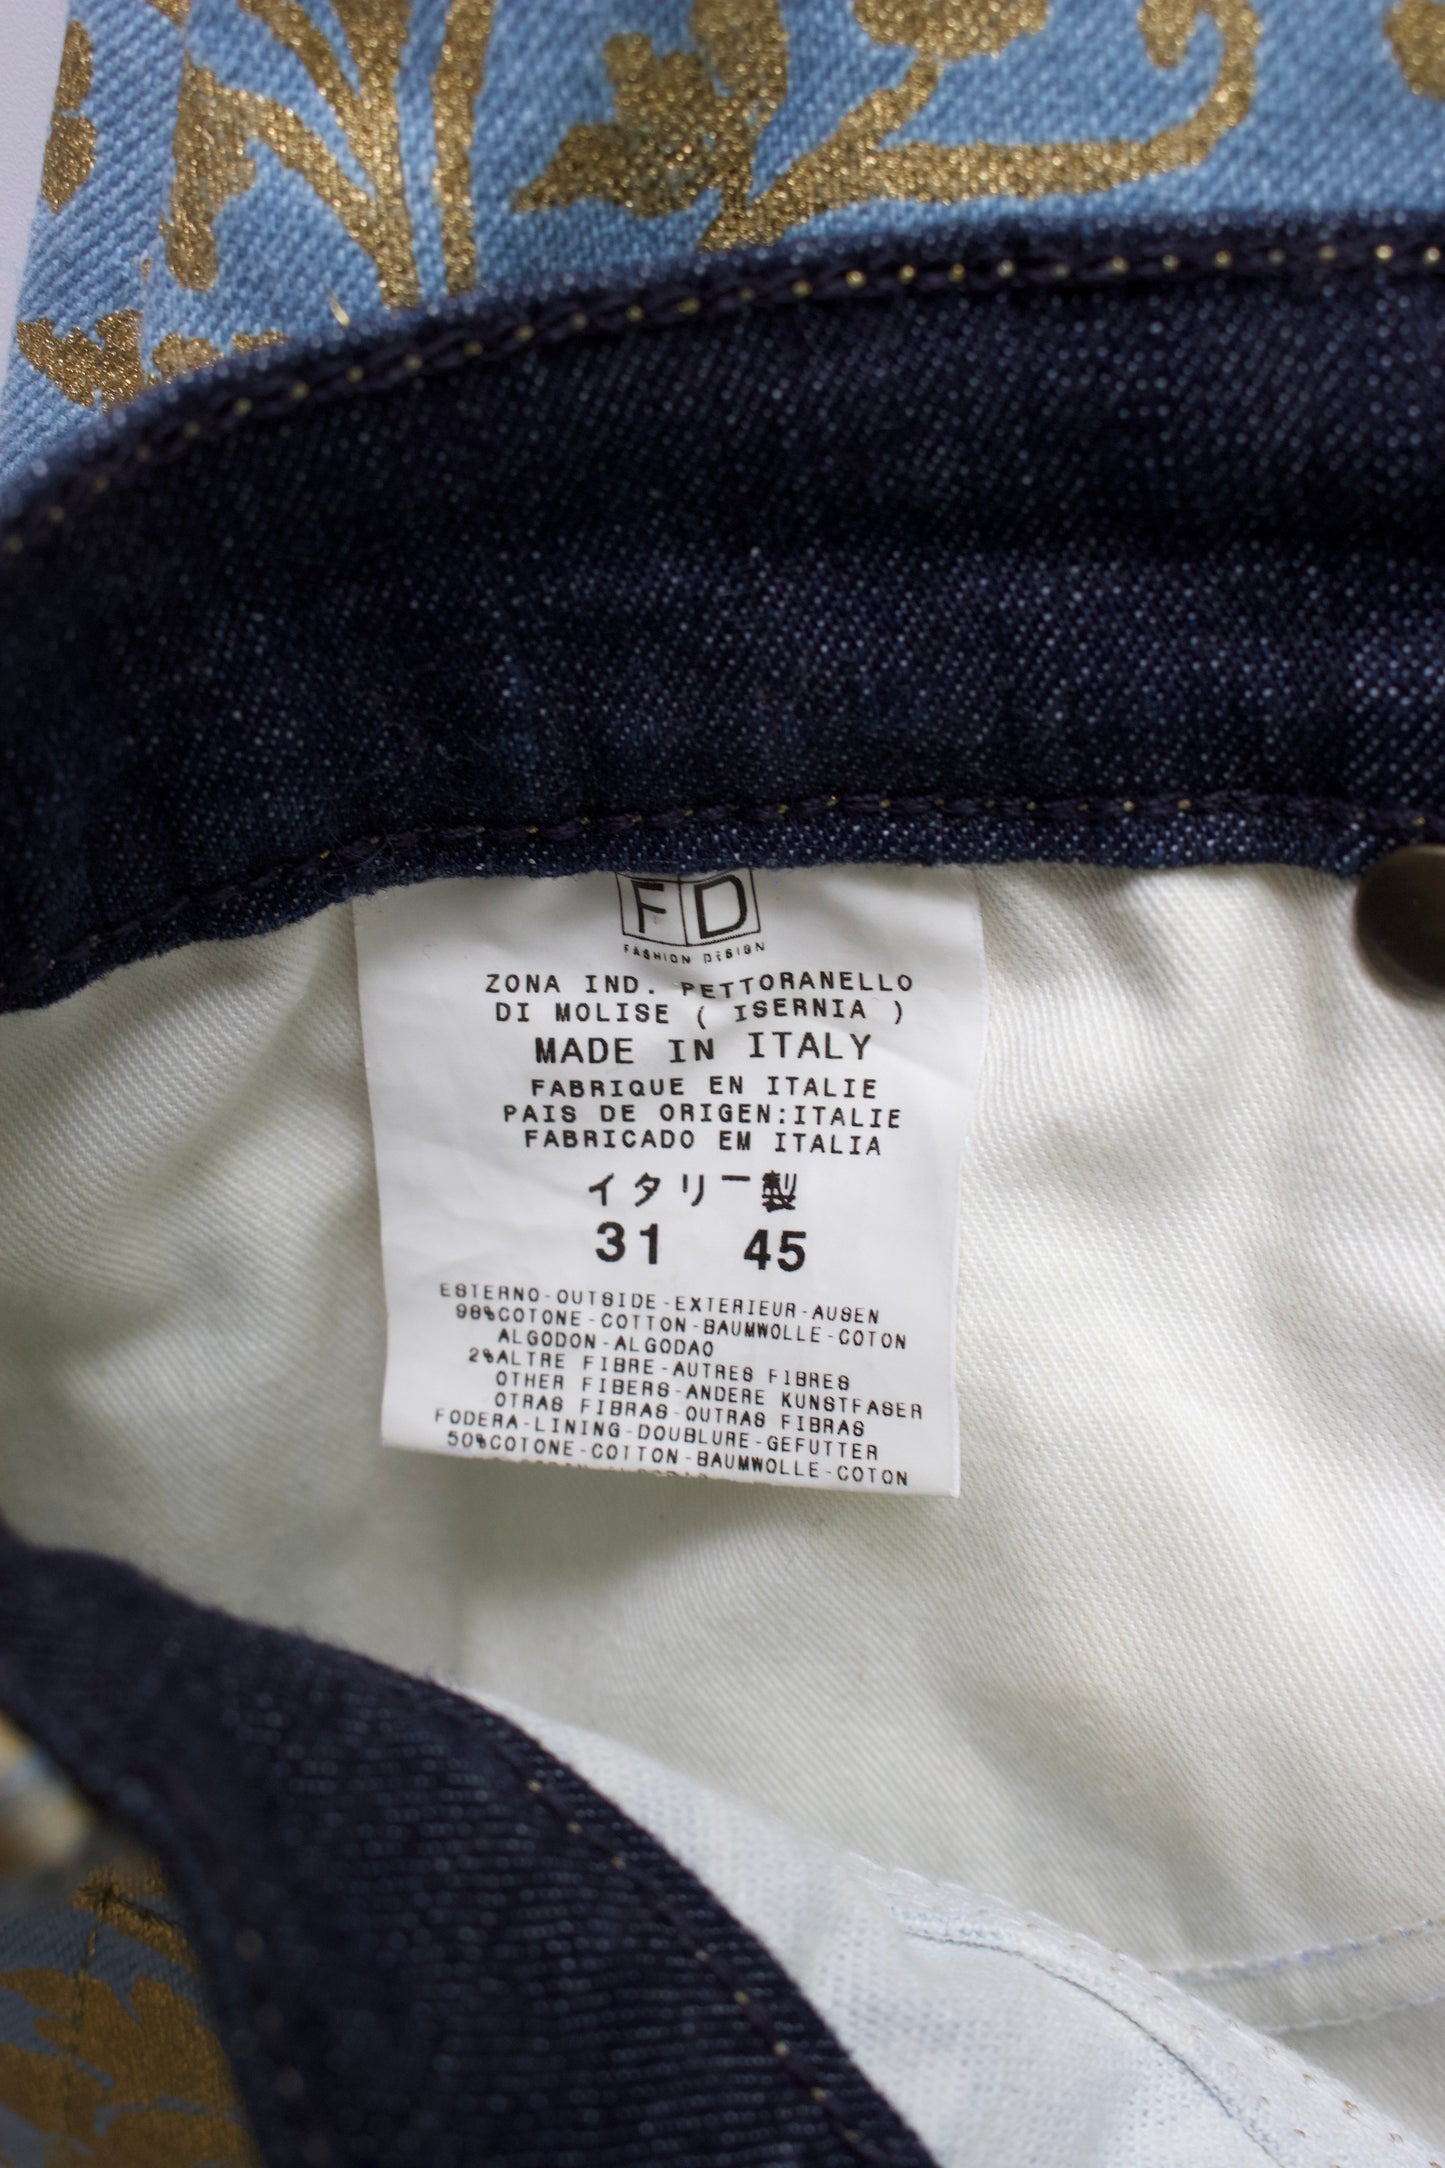 FD
FASHION DESIGN
ZONA IND. PETTORANELLO
DI MOLISE ( ISERNIA )
MADE IN ITALY
FABRIQUE EN ITALIE
PAIS DE ORIGEN:ITALIE
FABRICADO EM ITALIA
イタリー製
31 45
ESTERNO-OUTSIDE-EXTERIEUR-AUSEN
98%COTONE-COTTON-BAUMWOLLE-COTON
ALGODON-ALGODAO
2%ALTRE FIBRE-AUTRES FIBRES
OTHER FIBERS-ANDERE KUNSTFASER
OTRAS FIBRAS-OUTRAS FIBRAS
FODERA-LINING-DOUBLURE-GEFUTTER
50%COTONE-COTTON-BAUMWOLLE-COTON